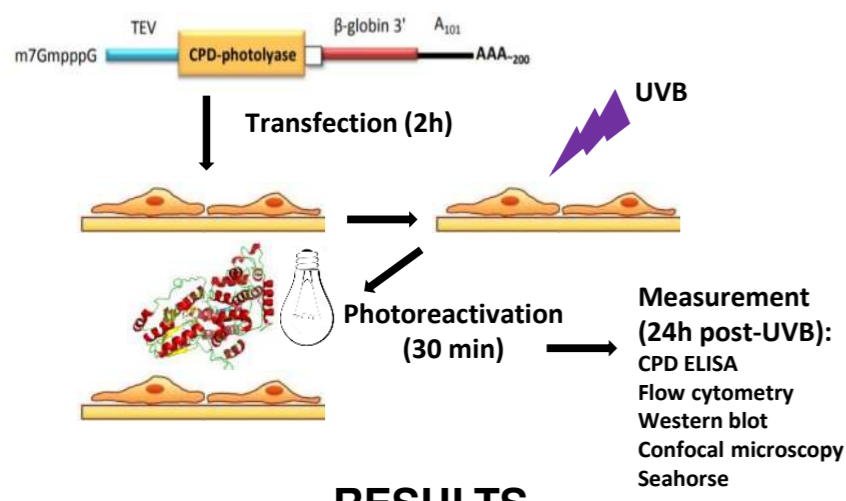 TEV
β-globin 3'
A101
m7GmpppG
CPD-photolyase
AAA~200
Transfection (2h)
UVB
Photoreactivation
(30 min)
Measurement
(24h post-UVB):
CPD ELISA
Flow cytometry
Western blot
Confocal microscopy
Seahorse
RESULTS